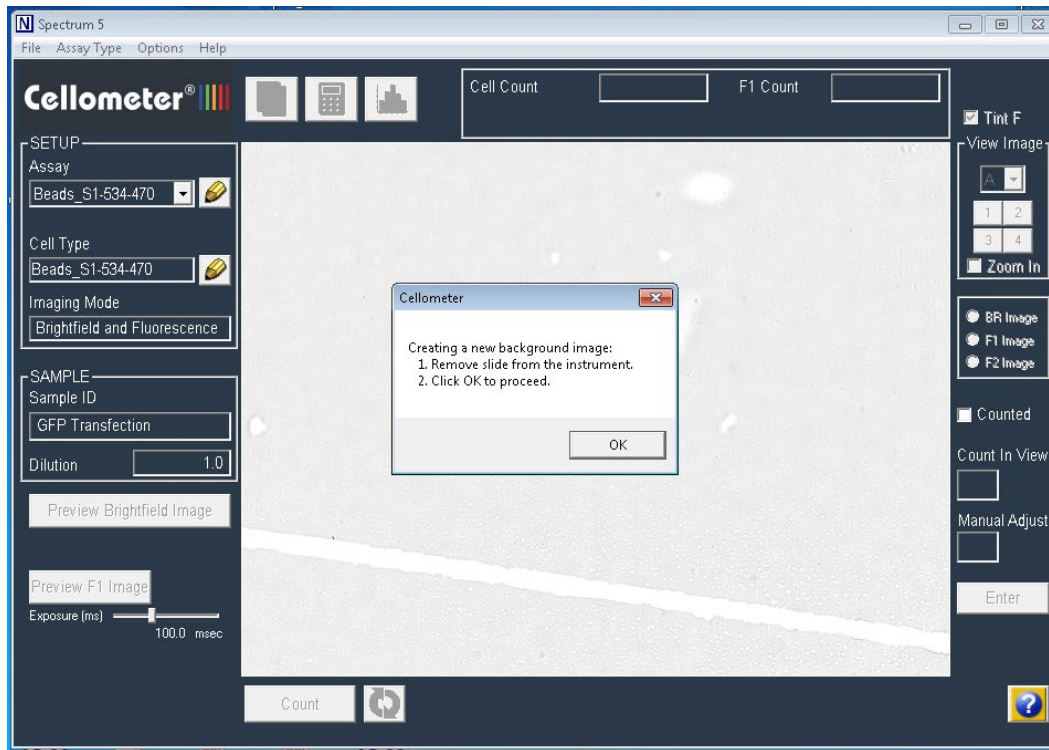 Spectrum 5
File Assay Type Options Help
Cellometer®
Cell Count
F1 Count
Tint F
SETUP
Assay
Beads_S1-534-470
Cell Type
Beads_S1-534-470
Imaging Mode
Brightfield and Fluorescence
SAMPLE
Sample ID
GFP Transfection
Dilution 1.0
Preview Brightfield Image
Preview F1 Image
Exposure (ms)
100.0 msec
Cellometer
Creating a new background image:
1. Remove slide from the instrument.
2. Click OK to proceed.
OK
Count
View Image
A
1 2
3 4
Zoom In
BR Image
F1 Image
F2 Image
Counted
Count In View
Manual Adjust
Enter
?